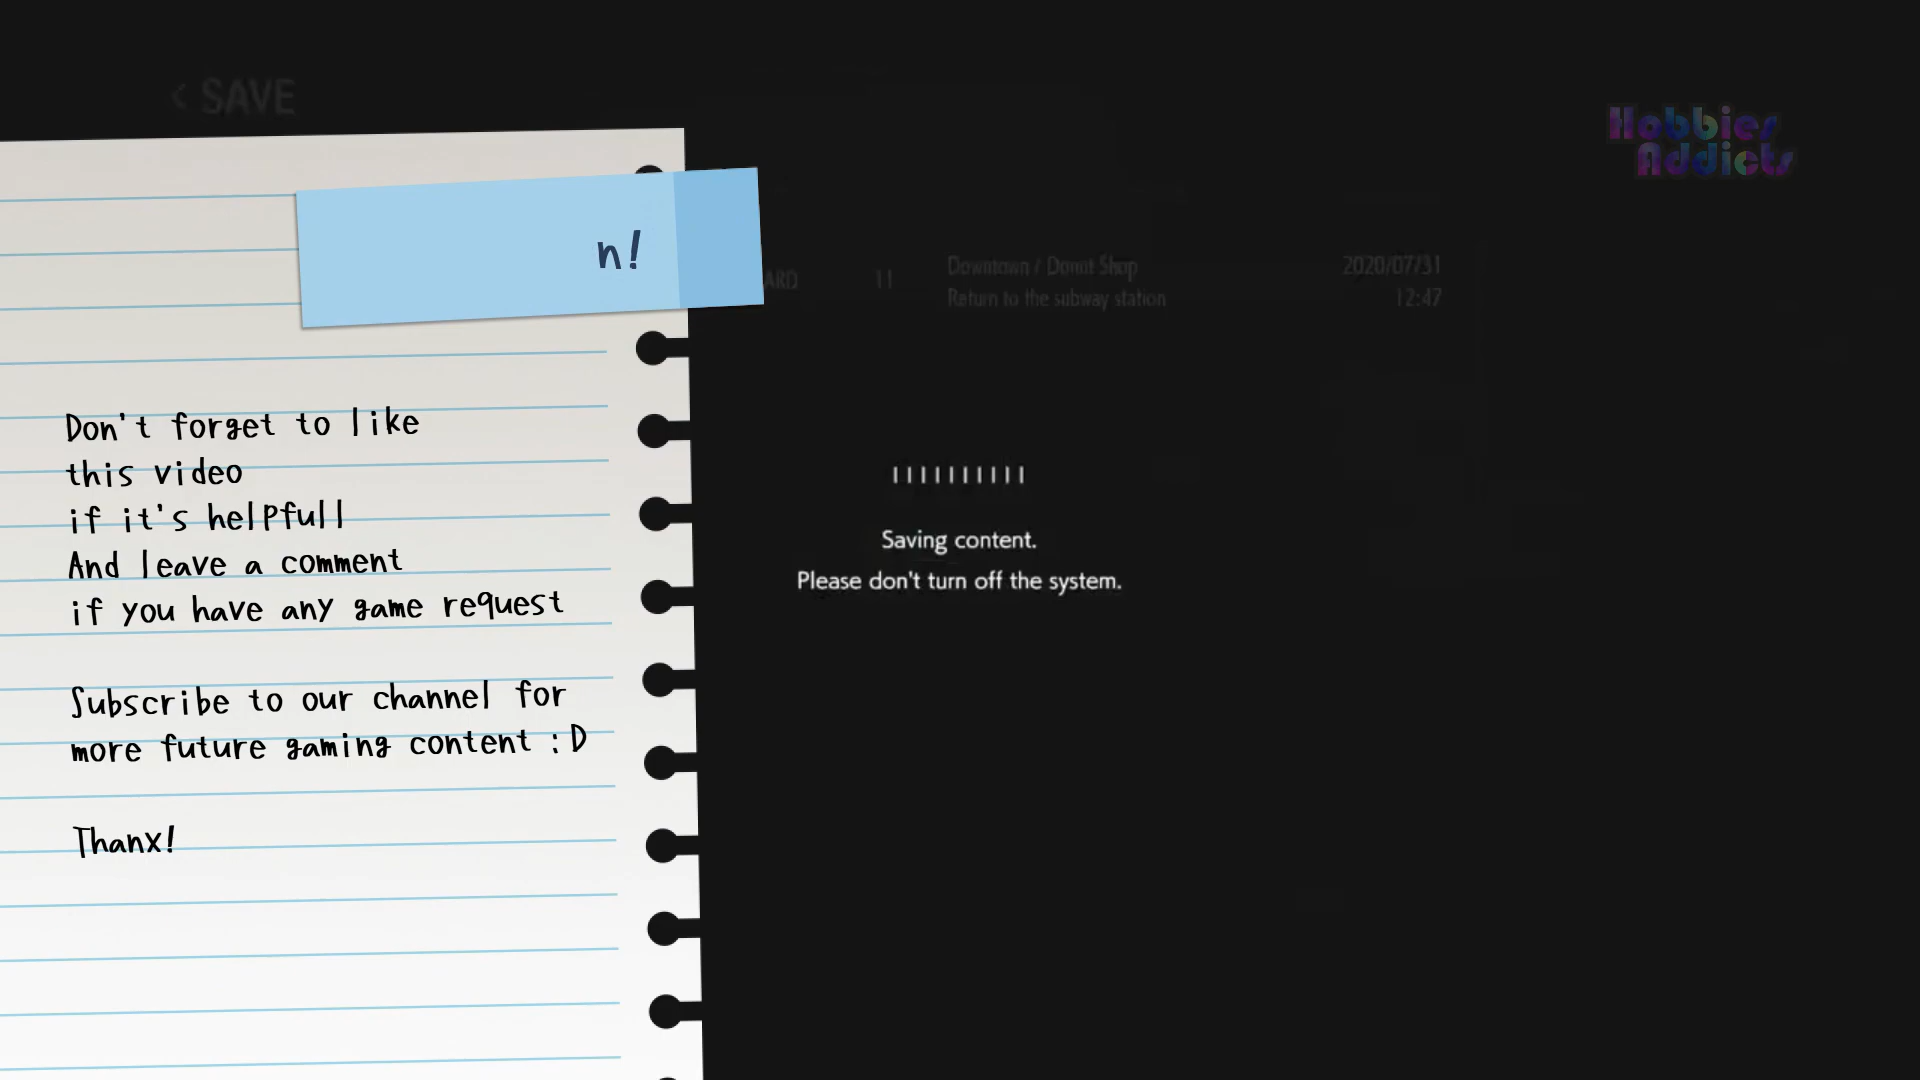 < SAVE
Hobbies
Addicts
n!
ARD 11 Downtown / Donut Shop 2020/07/31
Return to the subway station 12:47
Don't forget to like
this video
if it's helpfull
And leave a comment
if you have any game request
Subscribe to our channel for
more future gaming content :D
Thanx!
Saving content.
Please don't turn off the system.